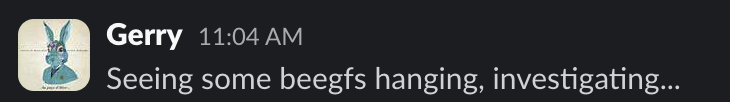 Gerry 11:04 AM
Seeing some beegfs hanging, investigating...